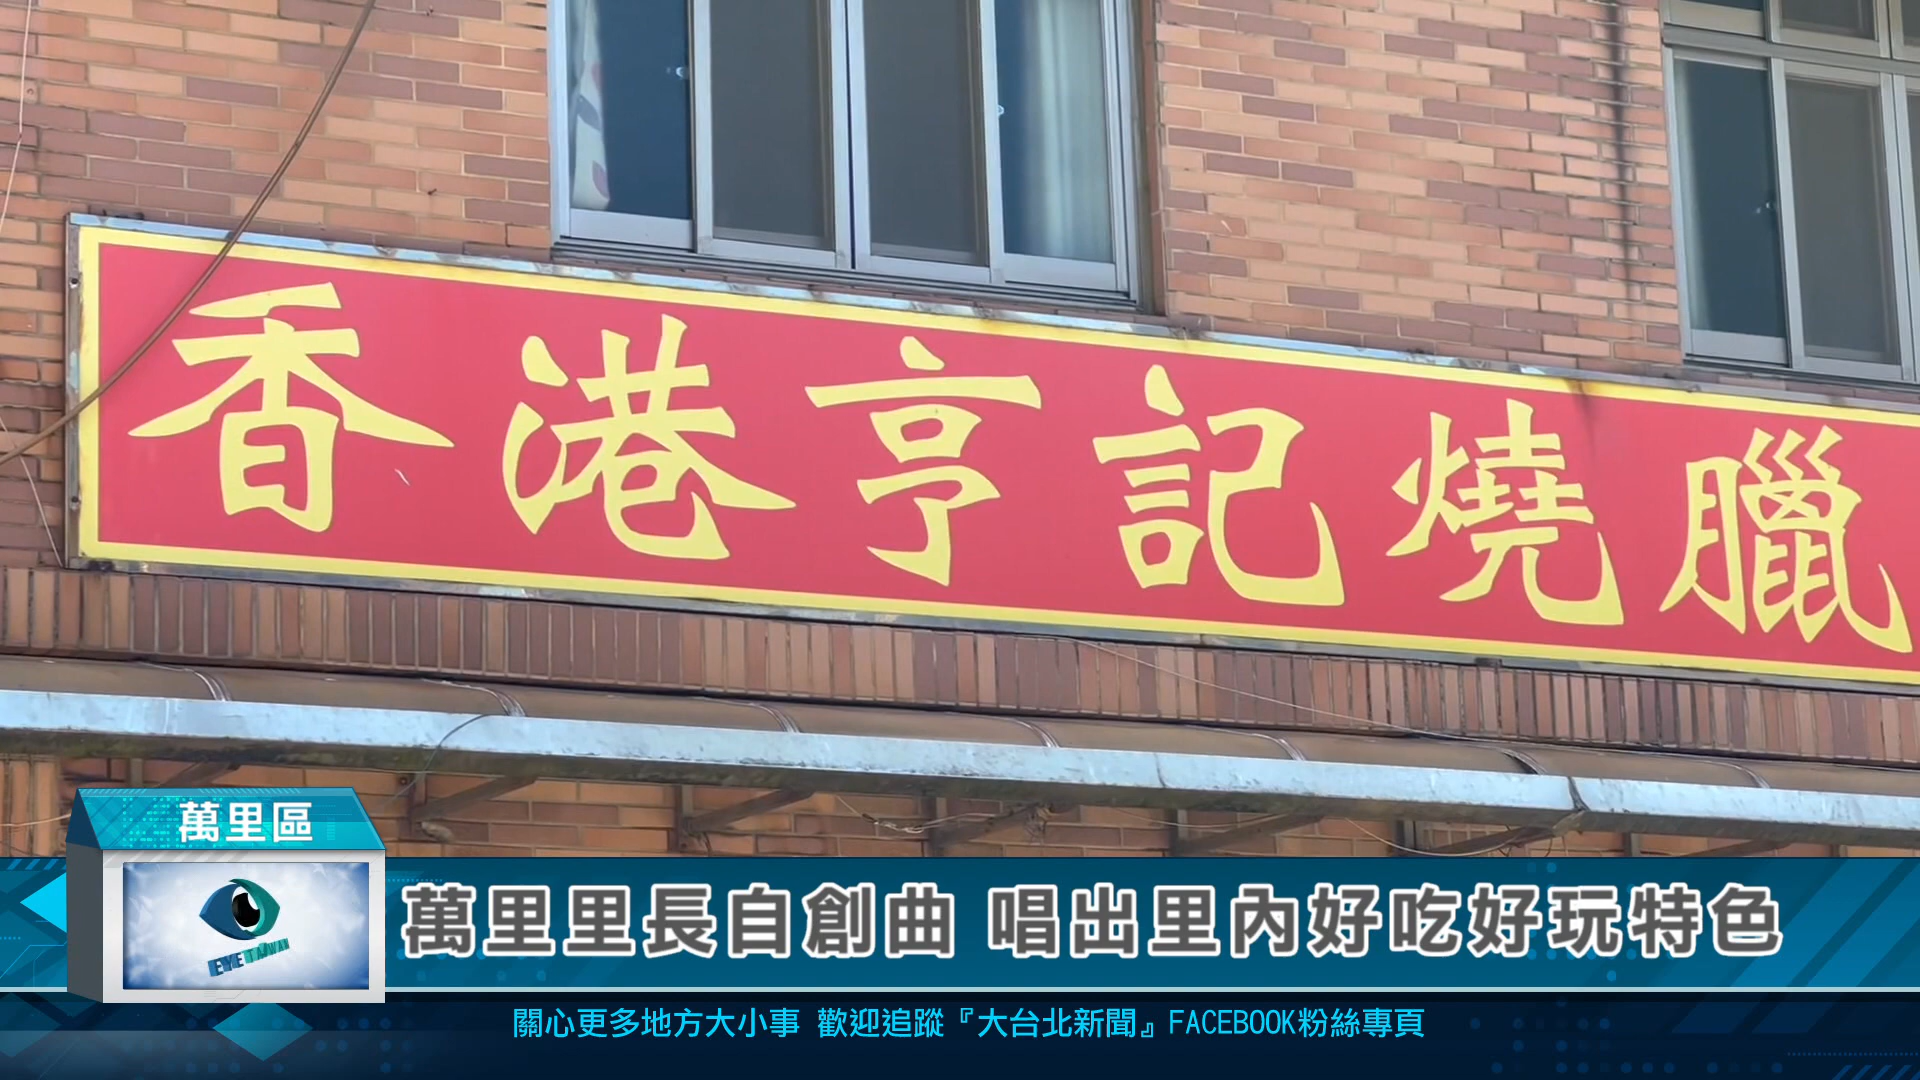 香港亨記燒臘
萬里區
EYETAIWAN
萬里里長自創曲 唱出里內好吃好玩特色
關心更多地方大小事 歡迎追蹤『大台北新聞』FACEBOOK粉絲專頁